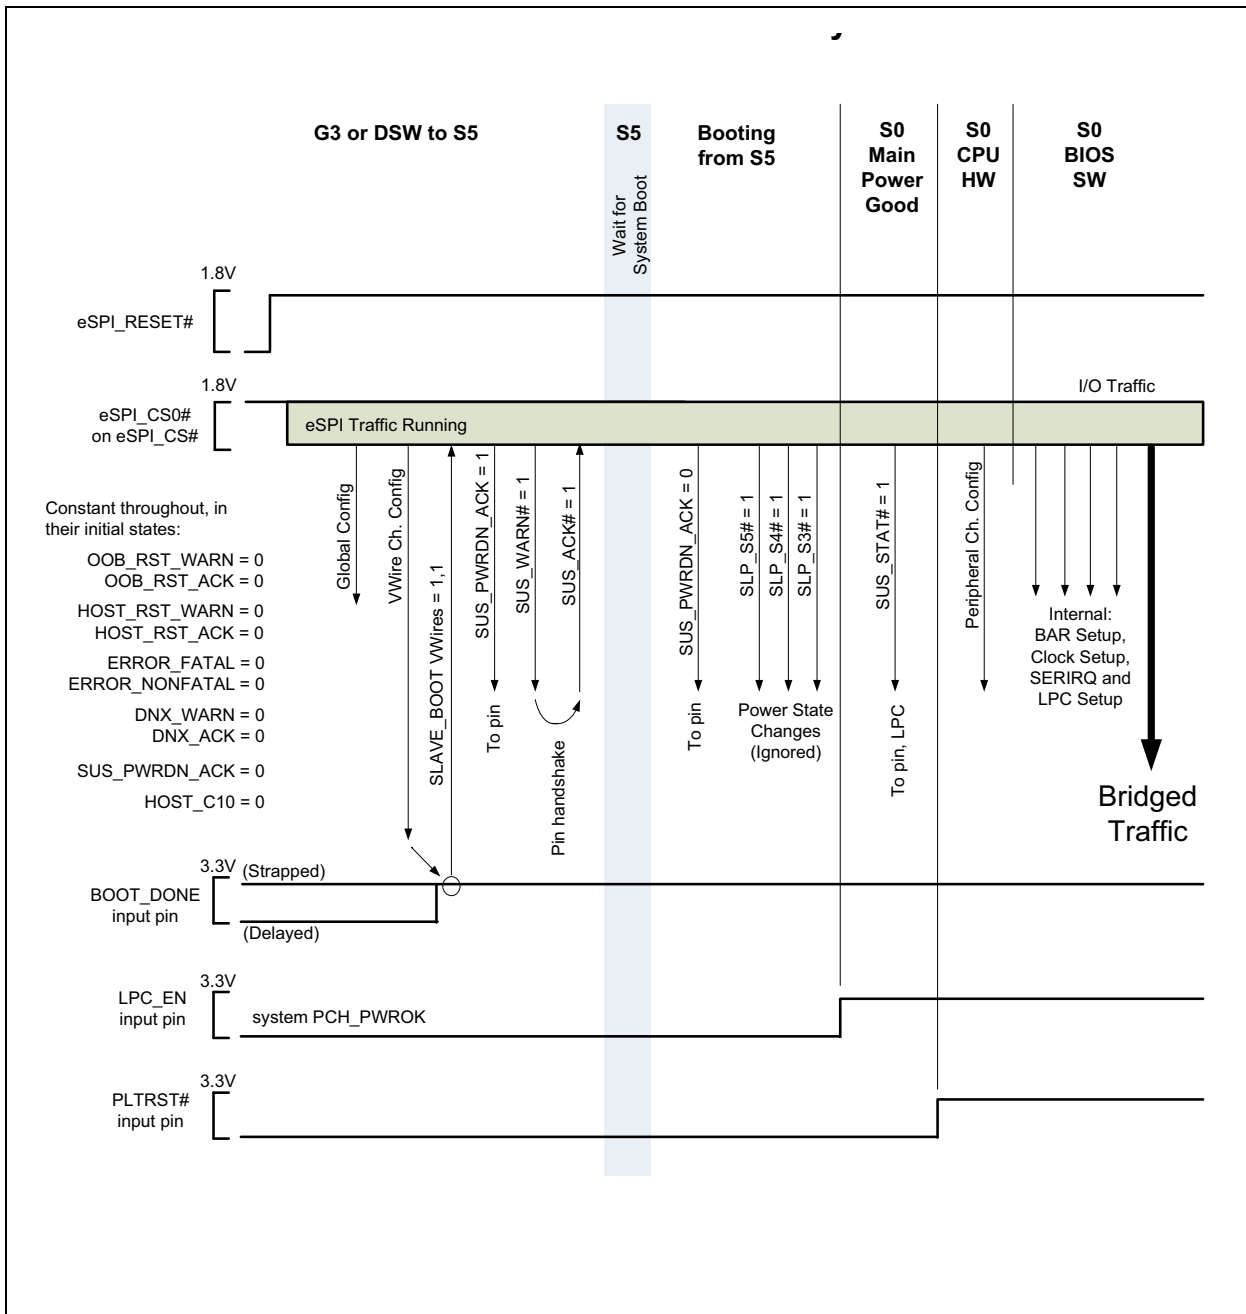 G3 or DSW to S5
S5
Booting
from S5
S0
Main
Power
Good
S0
CPU
HW
S0
BIOS
SW
Wait for
System Boot
1.8V
eSPI_RESET#
1.8V
eSPI_CS0#
on eSPI_CS#
I/O Traffic
eSPI Traffic Running
Constant throughout, in
their initial states:
OOB_RST_WARN = 0
OOB_RST_ACK = 0
HOST_RST_WARN = 0
HOST_RST_ACK = 0
ERROR_FATAL = 0
ERROR_NONFATAL = 0
DNX_WARN = 0
DNX_ACK = 0
SUS_PWRDN_ACK = 0
HOST_C10 = 0
Global Config
VWire Ch. Config
SLAVE_BOOT VWires = 1,1
SUS_PWRDN_ACK = 1
To pin
SUS_WARN# = 1
SUS_ACK# = 1
Pin handshake
SUS_PWRDN_ACK = 0
To pin
SLP_S5# = 1
SLP_S4# = 1
SLP_S3# = 1
Power State
Changes
(Ignored)
SUS_STAT# = 1
To pin, LPC
Peripheral Ch. Config
Internal:
BAR Setup,
Clock Setup,
SERIRQ and
LPC Setup
Bridged
Traffic
3.3V
(Strapped)
BOOT_DONE
input pin
(Delayed)
3.3V
LPC_EN
input pin
system PCH_PWROK
3.3V
PLTRST#
input pin